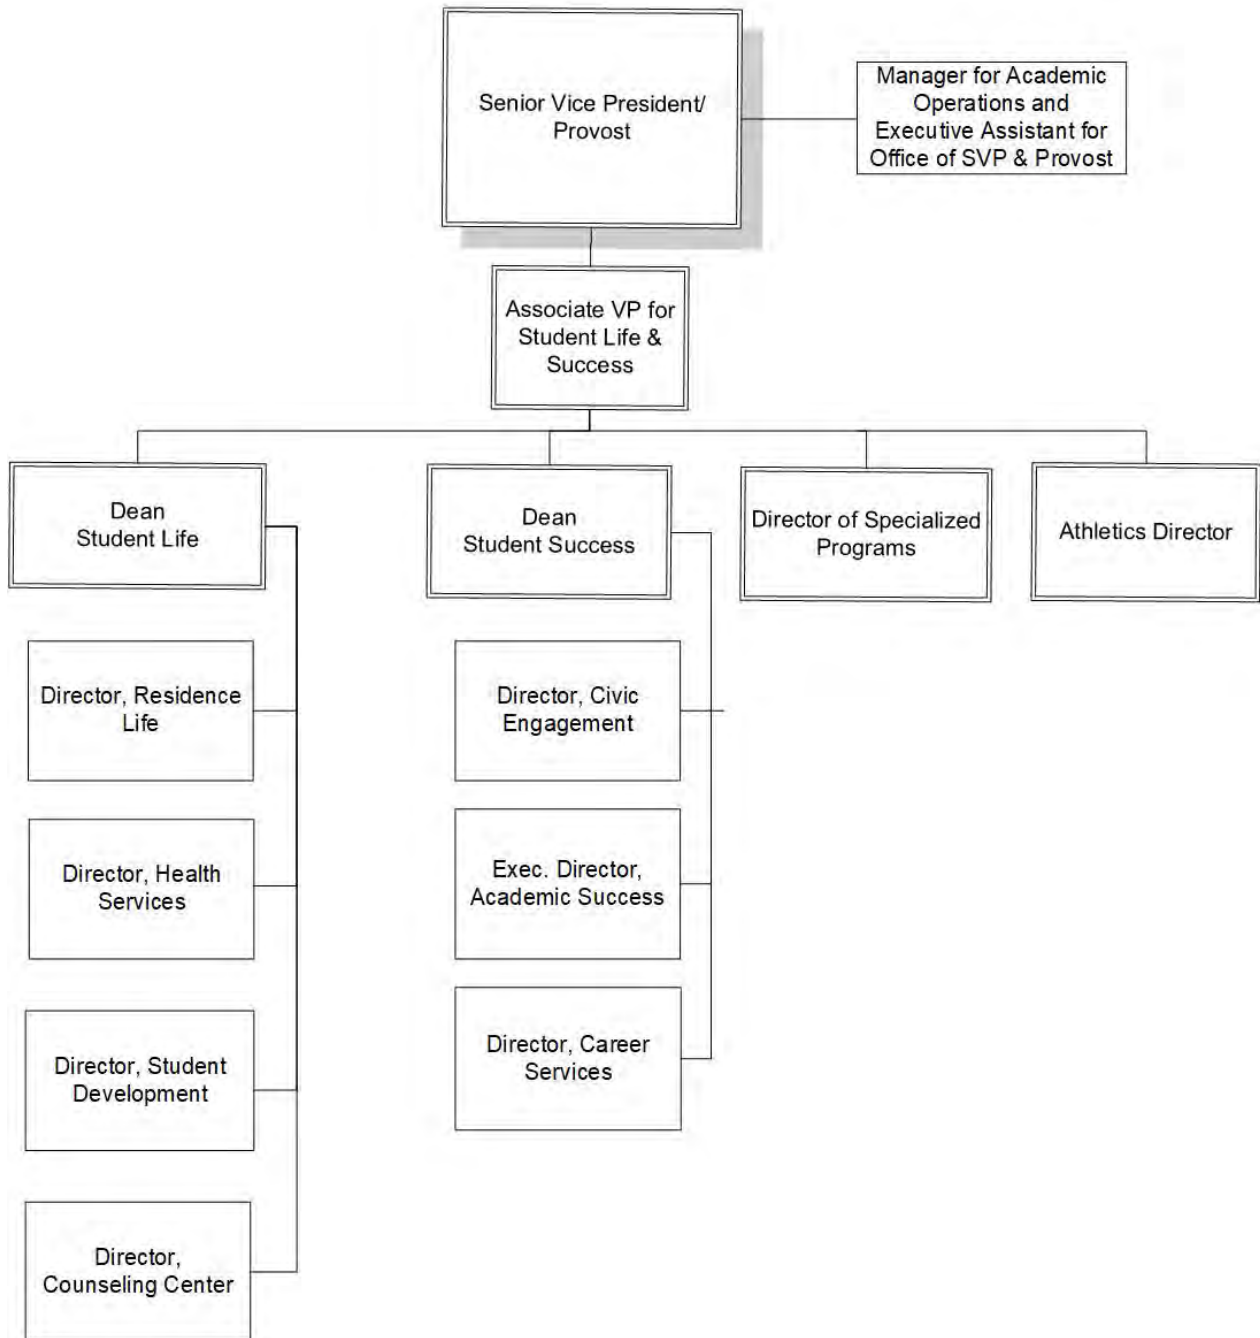 Senior Vice President/
Provost
Manager for Academic
Operations and
Executive Assistant for
Office of SVP & Provost
Associate VP for
Student Life &
Success
Dean
Student Life
Dean
Student Success
Director of Specialized
Programs
Athletics Director
Director, Residence
Life
Director, Civic
Engagement
Director, Health
Services
Exec. Director,
Academic Success
Director, Student
Development
Director, Career
Services
Director,
Counseling Center